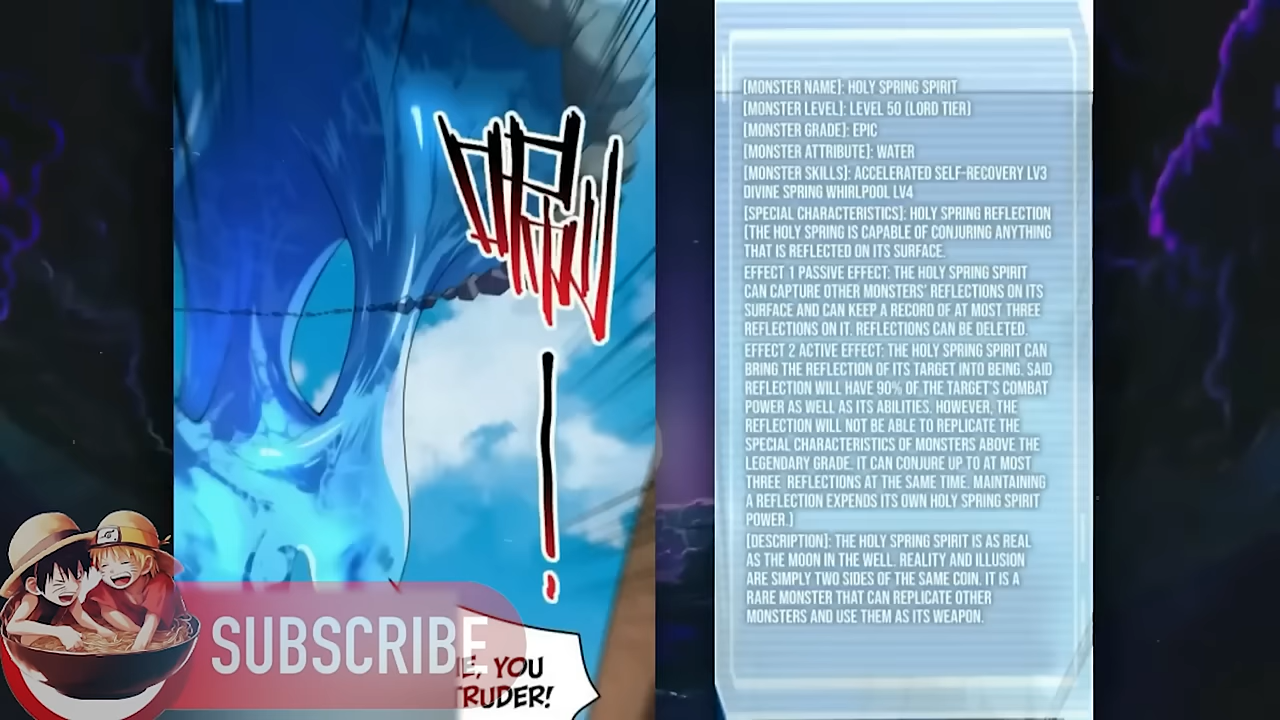 SUBSCRIBE
YOU
TRUDER!
[MONSTER NAME]: HOLY SPRING SPIRIT
[MONSTER LEVEL]: LEVEL 50 (LORD TIER)
[MONSTER GRADE]: EPIC
[MONSTER ATTRIBUTE]: WATER
[MONSTER SKILLS]: ACCELERATED SELF-RECOVERY LV3
DIVINE SPRING WHIRLPOOL LV4
[SPECIAL CHARACTERISTICS]: HOLY SPRING REFLECTION
(THE HOLY SPRING IS CAPABLE OF CONJURING ANYTHING
THAT IS REFLECTED ON ITS SURFACE.
EFFECT 1 PASSIVE EFFECT: THE HOLY SPRING SPIRIT
CAN CAPTURE OTHER MONSTERS' REFLECTIONS ON ITS
SURFACE AND CAN KEEP A RECORD OF AT MOST THREE
REFLECTIONS ON IT. REFLECTIONS CAN BE DELETED.
EFFECT 2 ACTIVE EFFECT: THE HOLY SPRING SPIRIT CAN
BRING THE REFLECTION OF ITS TARGET INTO BEING. SAID
REFLECTION WILL HAVE 90% OF THE TARGET'S COMBAT
POWER AS WELL AS ITS ABILITIES. HOWEVER, THE
REFLECTION WILL NOT BE ABLE TO REPLICATE THE
SPECIAL CHARACTERISTICS OF MONSTERS ABOVE THE
LEGENDARY GRADE. IT CAN CONJURE UP TO AT MOST
THREE REFLECTIONS AT THE SAME TIME. MAINTAINING
A REFLECTION EXPENDS ITS OWN HOLY SPRING SPIRIT
POWER.)
[DESCRIPTION]: THE HOLY SPRING SPIRIT IS AS REAL
AS THE MOON IN THE WELL. REALITY AND ILLUSION
ARE SIMPLY TWO SIDES OF THE SAME COIN. IT IS A
RARE MONSTER THAT CAN REPLICATE OTHER
MONSTERS AND USE THEM AS ITS WEAPON.